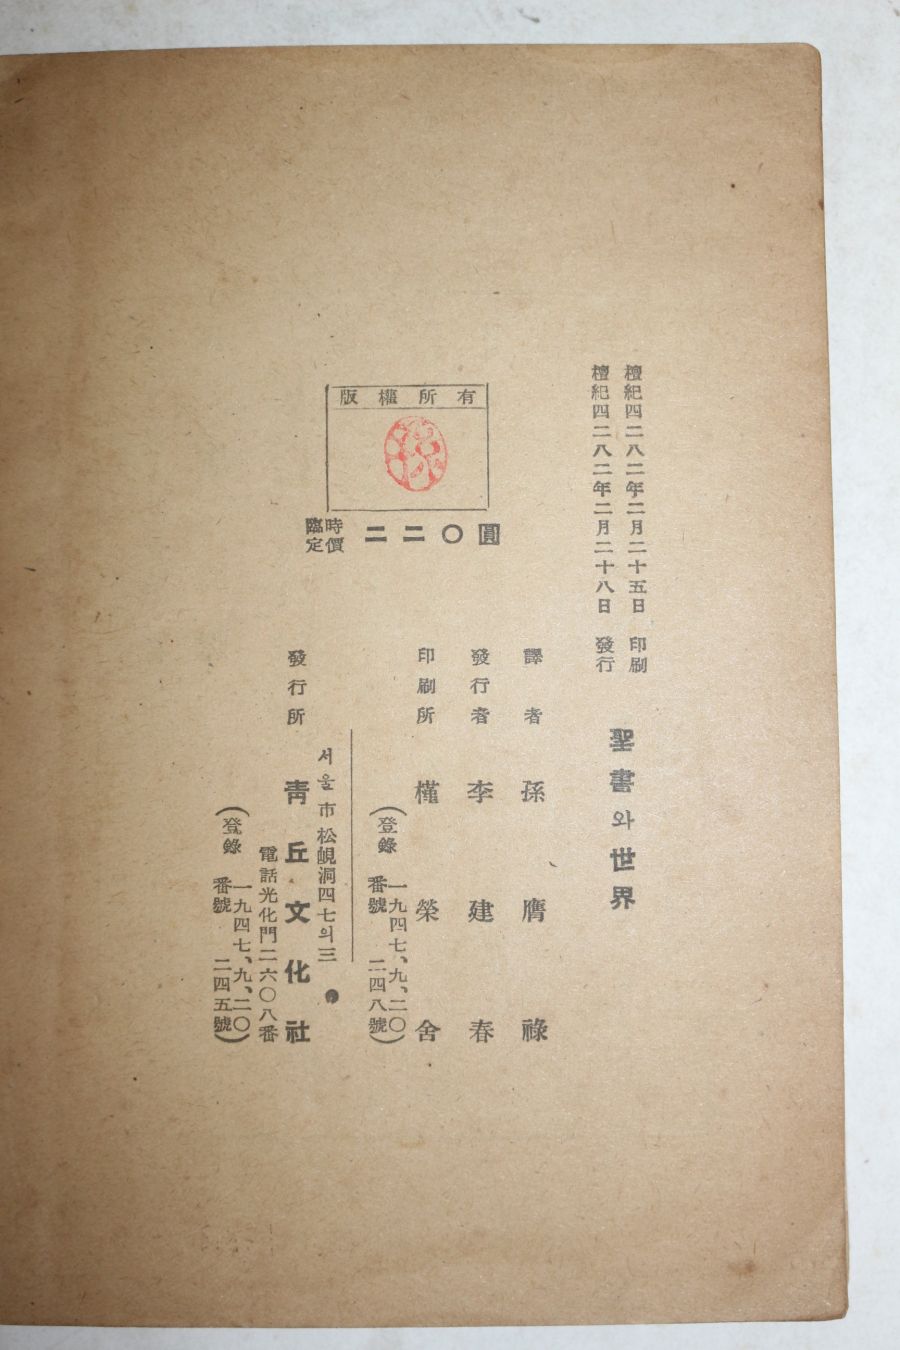 檀紀四二八二年二月二十五日 印刷
檀紀四二八二年二月二十八日 發行
聖書와世界
譯者 孫膺祿
發行者 李建春
印刷所 槿榮舍
(登錄 一九四七、九、二〇
番號 二四八號)
서울市松峴洞四七의三
發行所 靑丘文化社
電話光化門二六〇八番
(登錄 一九四七、九、二〇
番號 二四五號)
版權所有
臨時
定價
二二〇圓